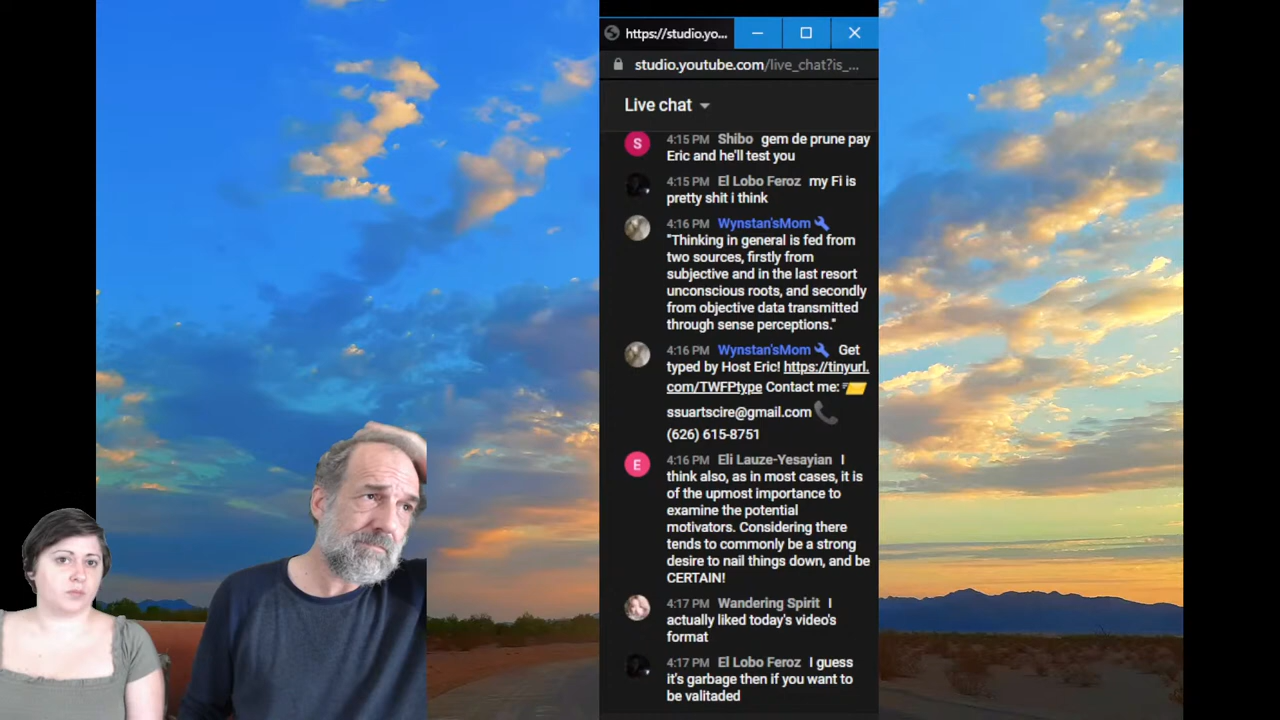 https://studio.yo...
studio.youtube.com/live_chat?is_...
Live chat
S
4:15 PM Shibo gem de prune pay
Eric and he'll test you
4:15 PM El Lobo Feroz my Fi is
pretty shit i think
4:16 PM Wynstan'sMom
"Thinking in general is fed from
two sources, firstly from
subjective and in the last resort
unconscious roots, and secondly
from objective data transmitted
through sense perceptions."
4:16 PM Wynstan'sMom Get
typed by Host Eric! https://tinyurl.
com/TWFPtype Contact me:
ssuartscire@gmail.com
(626) 615-8751
E
4:16 PM Eli Lauze-Yesayian I
think also, as in most cases, it is
of the upmost importance to
examine the potential
motivators. Considering there
tends to commonly be a strong
desire to nail things down, and be
CERTAIN!
4:17 PM Wandering Spirit I
actually liked today's video's
format
4:17 PM El Lobo Feroz I guess
it's garbage then if you want to
be valitaded